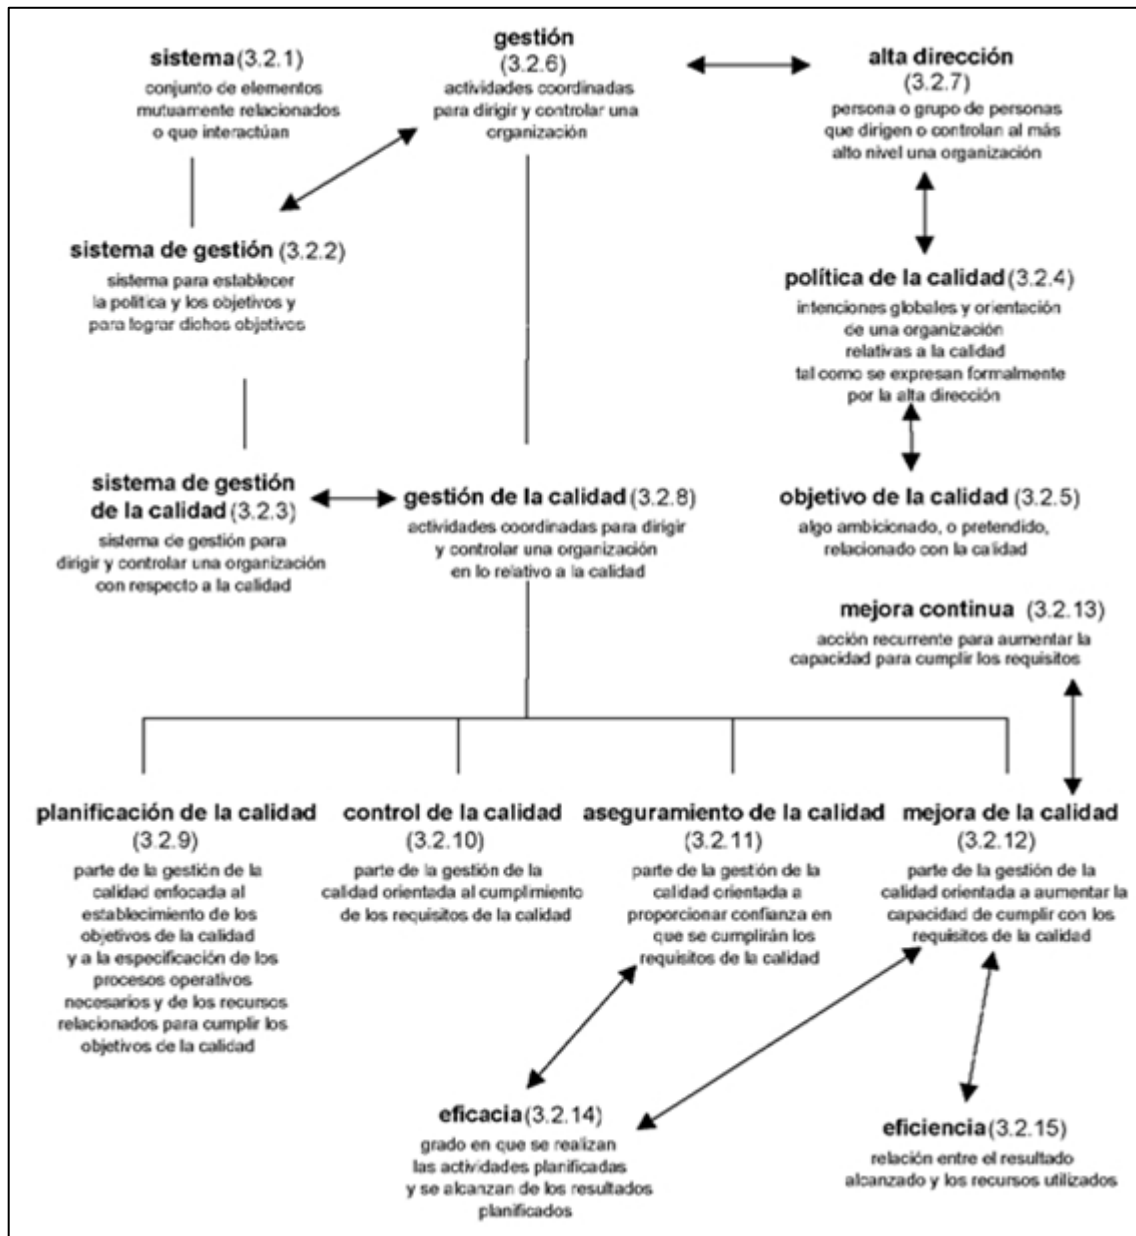 sistema (3.2.1)
conjunto de elementos
mutuamente relacionados
o que interactúan
gestión
(3.2.6)
actividades coordinadas
para dirigir y controlar una
organización
alta dirección
(3.2.7)
persona o grupo de personas
que dirigen o controlan al más
alto nivel una organización
sistema de gestión (3.2.2)
sistema para establecer
la política y los objetivos y
para lograr dichos objetivos
política de la calidad (3.2.4)
intenciones globales y orientación
de una organización
relativas a la calidad
tal como se expresan formalmente
por la alta dirección
sistema de gestión
de la calidad (3.2.3)
sistema de gestión para
dirigir y controlar una organización
con respecto a la calidad
gestión de la calidad (3.2.8)
actividades coordinadas para dirigir
y controlar una organización
en lo relativo a la calidad
objetivo de la calidad (3.2.5)
algo ambicionado, o pretendido,
relacionado con la calidad
mejora continua (3.2.13)
acción recurrente para aumentar la
capacidad para cumplir los requisitos
planificación de la calidad
(3.2.9)
parte de la gestión de la
calidad enfocada al
establecimiento de los
objetivos de la calidad
y a la especificación de los
procesos operativos
necesarios y de los recursos
relacionados para cumplir los
objetivos de la calidad
control de la calidad
(3.2.10)
parte de la gestión de la
calidad orientada al cumplimiento
de los requisitos de la calidad
aseguramiento de la calidad
(3.2.11)
parte de la gestión de la
calidad orientada a
proporcionar confianza en
que se cumplirán los
requisitos de la calidad
mejora de la calidad
(3.2.12)
parte de la gestión de la
calidad orientada a aumentar la
capacidad de cumplir con los
requisitos de la calidad
eficacia (3.2.14)
grado en que se realizan
las actividades planificadas
y se alcanzan de los resultados
planificados
eficiencia (3.2.15)
relación entre el resultado
alcanzado y los recursos utilizados